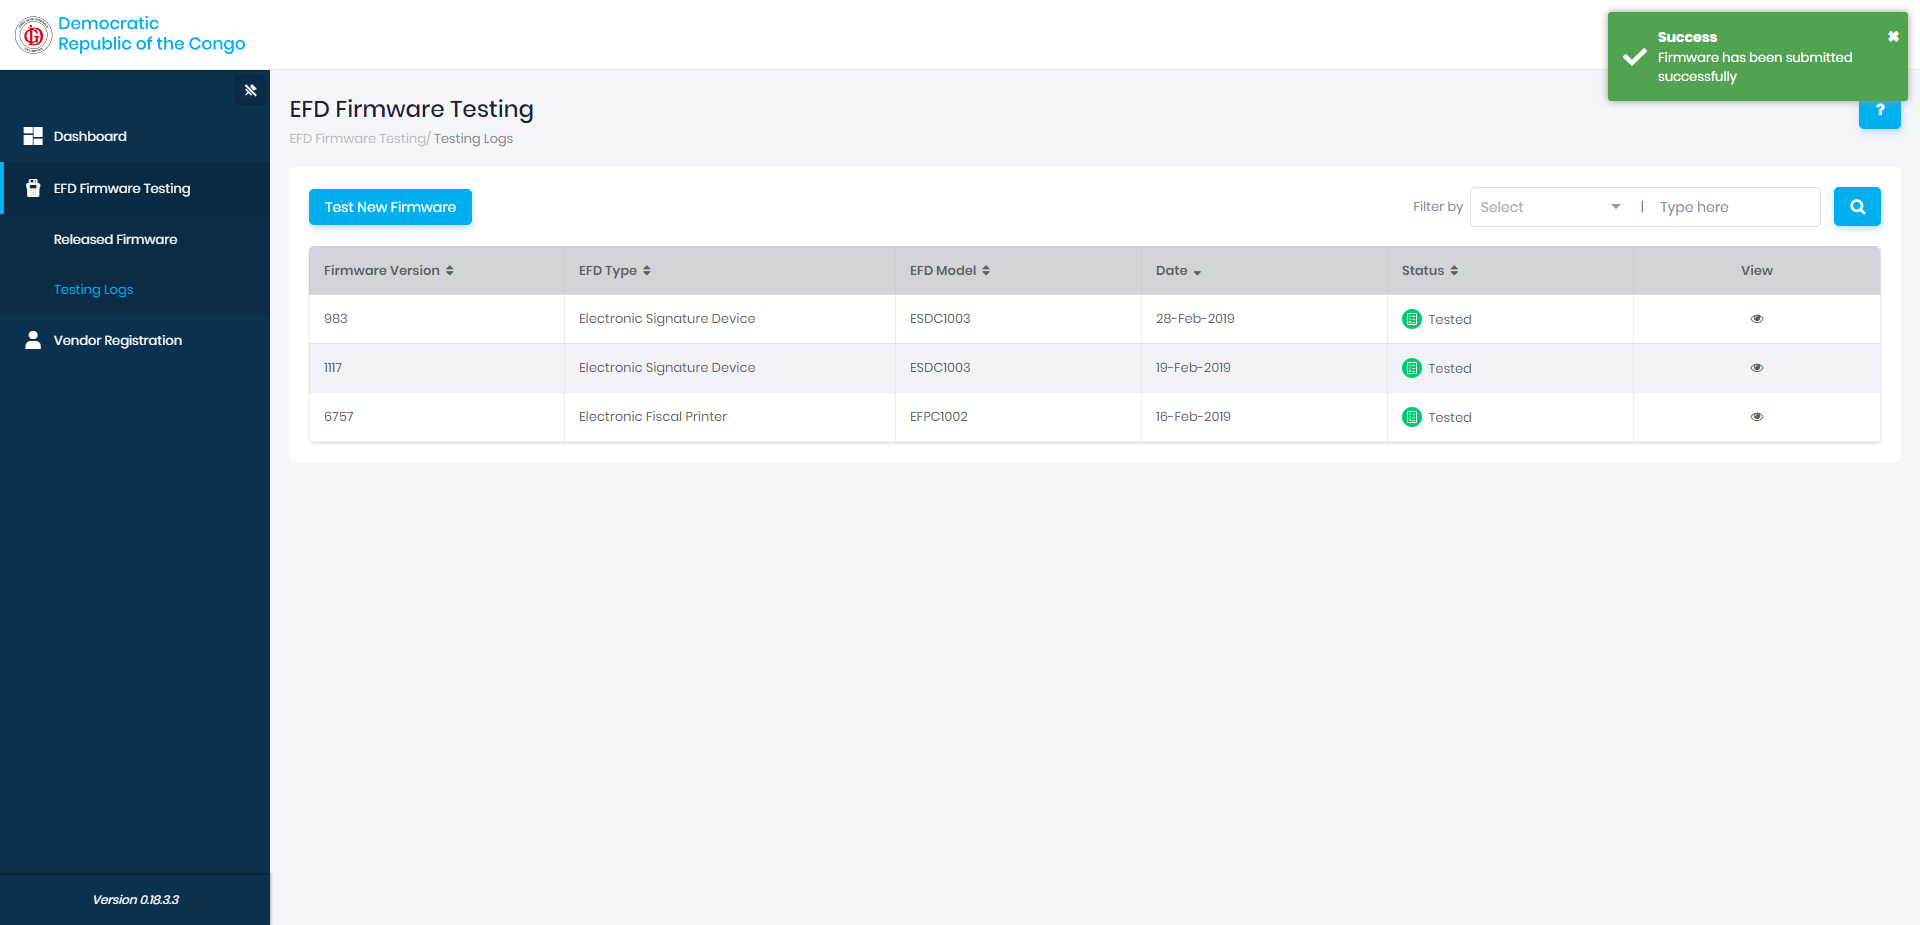 Democratic
Republic of the Congo
Success
Firmware has been submitted
successfully
?
Dashboard
EFD Firmware Testing
Released Firmware
Testing Logs
Vendor Registration
Version 0.18.3.3
EFD Firmware Testing
EFD Firmware Testing/ Testing Logs
Test New Firmware
Filter by Select | Type here
Firmware Version EFD Type EFD Model Date Status View
983 Electronic Signature Device ESDC1003 28-Feb-2019 Tested
1117 Electronic Signature Device ESDC1003 19-Feb-2019 Tested
6757 Electronic Fiscal Printer EFPC1002 16-Feb-2019 Tested